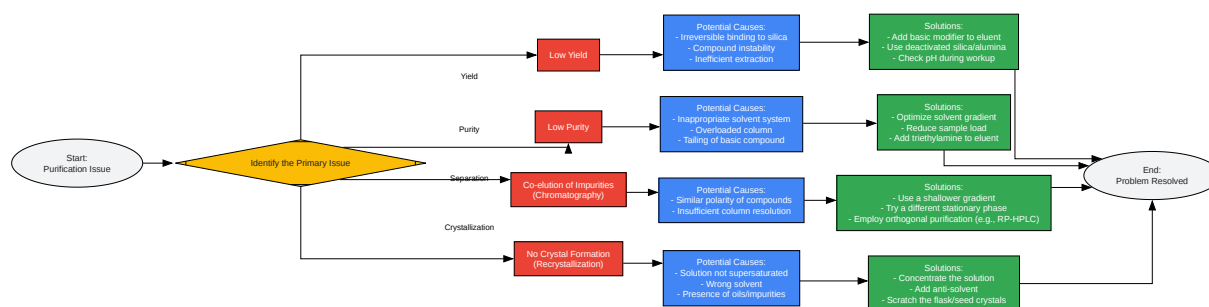 Start:
Purification Issue
Identify the Primary Issue
Yield
Low Yield
Potential Causes:
- Irreversible binding to silica
- Compound instability
- Inefficient extraction
Solutions:
- Add basic modifier to eluent
- Use deactivated silica/alumina
- Check pH during workup
Purity
Low Purity
Potential Causes:
- Inappropriate solvent system
- Overloaded column
- Tailing of basic compound
Solutions:
- Optimize solvent gradient
- Reduce sample load
- Add triethylamine to eluent
Separation
Co-elution of Impurities
(Chromatography)
Potential Causes:
- Similar polarity of compounds
- Insufficient column resolution
Solutions:
- Use a shallower gradient
- Try a different stationary phase
- Employ orthogonal purification (e.g., RP-HPLC)
Crystallization
No Crystal Formation
(Recrystallization)
Potential Causes:
- Solution not supersaturated
- Wrong solvent
- Presence of oils/impurities
Solutions:
- Concentrate the solution
- Add anti-solvent
- Scratch the flask/seed crystals
End:
Problem Resolved